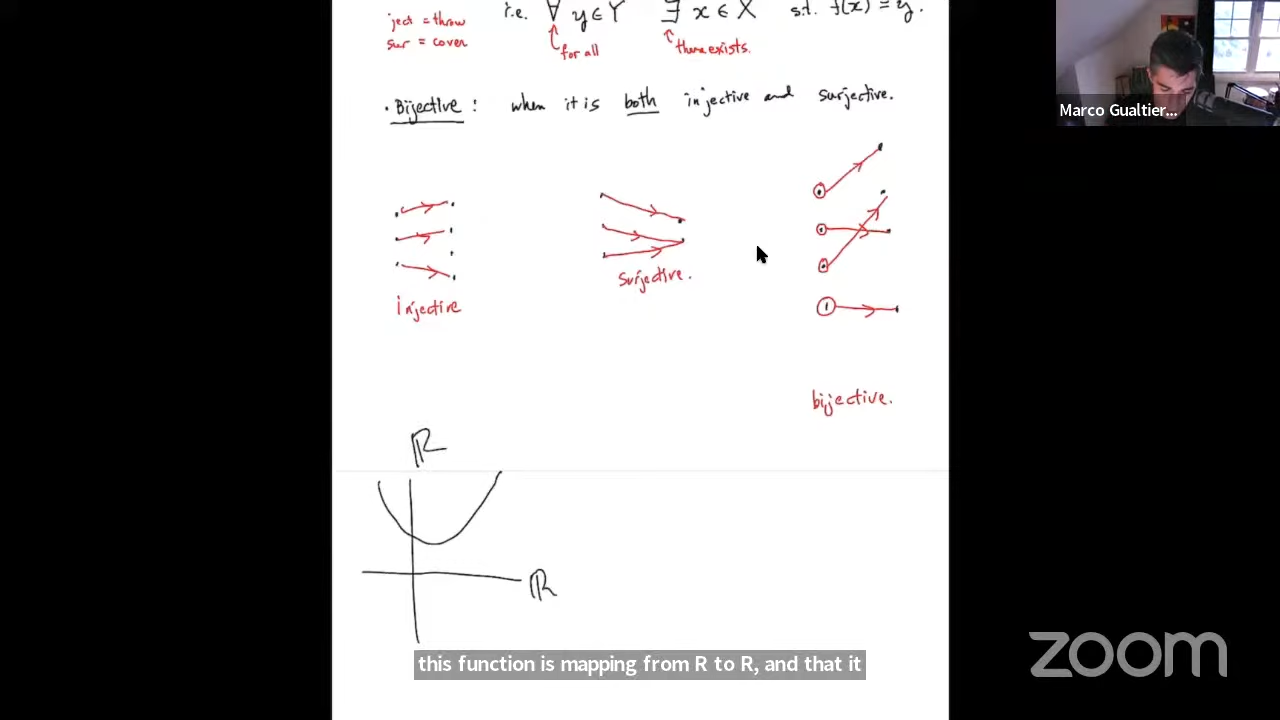 ject = throw
sur = cover
i.e. ∀ y ∈ Y ∃ x ∈ X s.t. f(x) = y.
for all
there exists.
• Bijective : when it is both injective and surjective.
injective
surjective.
bijective.
ℝ
ℝ
this function is mapping from R to R, and that it
Marco Gualtier...
zoom